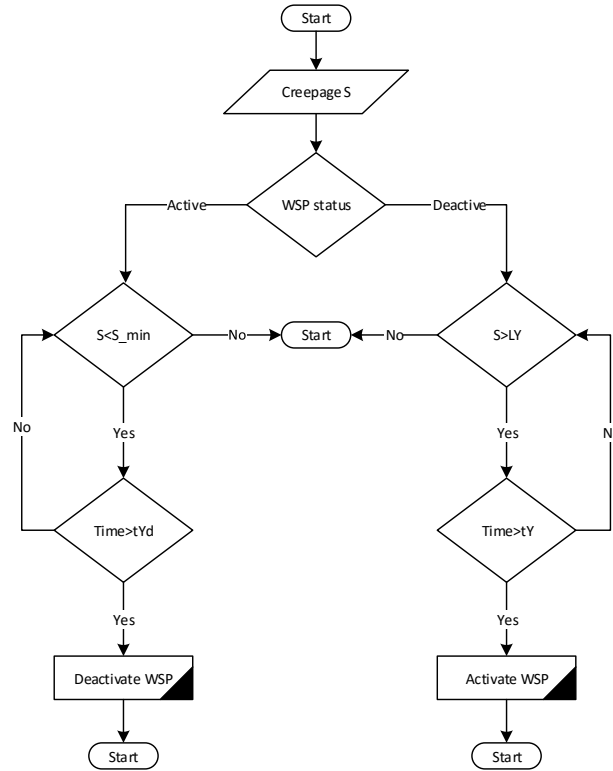 Start
Creepage S
WSP status
Active
Deactive
S<S_min
No
Start
No
S>LY
Yes
Yes
No
N
Time>tYd
Time>tY
Yes
Yes
Deactivate WSP
Activate WSP
Start
Start